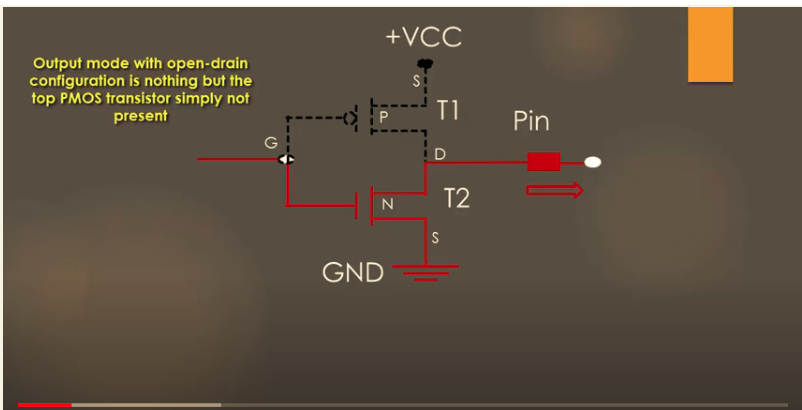 +VCC
Output mode with open-drain
configuration is nothing but the
top PMOS transistor simply not
present
S
P
T1
Pin
G
D
N
T2
S
GND